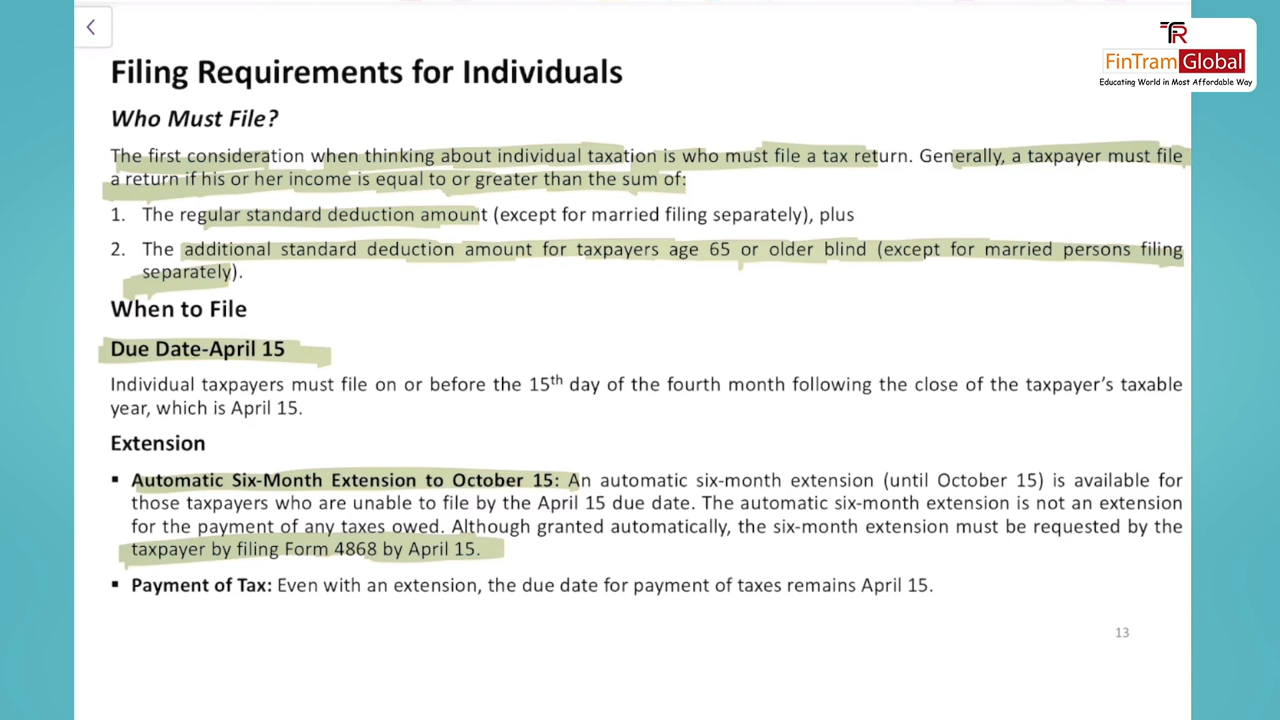 TR
FinTram Global
Educating World in Most Affordable Way
Filing Requirements for Individuals
Who Must File?
The first consideration when thinking about individual taxation is who must file a tax return. Generally, a taxpayer must file
a return if his or her income is equal to or greater than the sum of:
1. The regular standard deduction amount (except for married filing separately), plus
2. The additional standard deduction amount for taxpayers age 65 or older blind (except for married persons filing
separately).
When to File
Due Date-April 15
Individual taxpayers must file on or before the 15th day of the fourth month following the close of the taxpayer's taxable
year, which is April 15.
Extension
▪ Automatic Six-Month Extension to October 15: An automatic six-month extension (until October 15) is available for
those taxpayers who are unable to file by the April 15 due date. The automatic six-month extension is not an extension
for the payment of any taxes owed. Although granted automatically, the six-month extension must be requested by the
taxpayer by filing Form 4868 by April 15.
▪ Payment of Tax: Even with an extension, the due date for payment of taxes remains April 15.
13